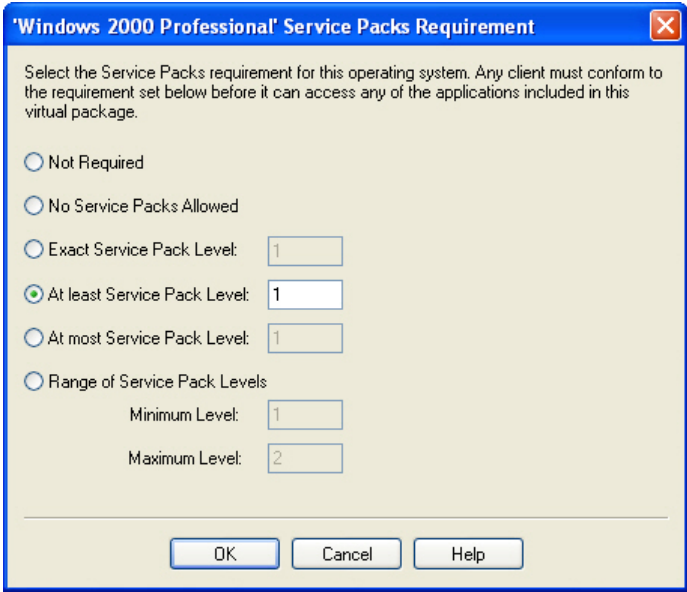 'Windows 2000 Professional' Service Packs Requirement
Select the Service Packs requirement for this operating system. Any client must conform to
the requirement set below before it can access any of the applications included in this
virtual package.
Not Required
No Service Packs Allowed
Exact Service Pack Level: 1
At least Service Pack Level: 1
At most Service Pack Level: 1
Range of Service Pack Levels
Minimum Level: 1
Maximum Level: 2
OK Cancel Help